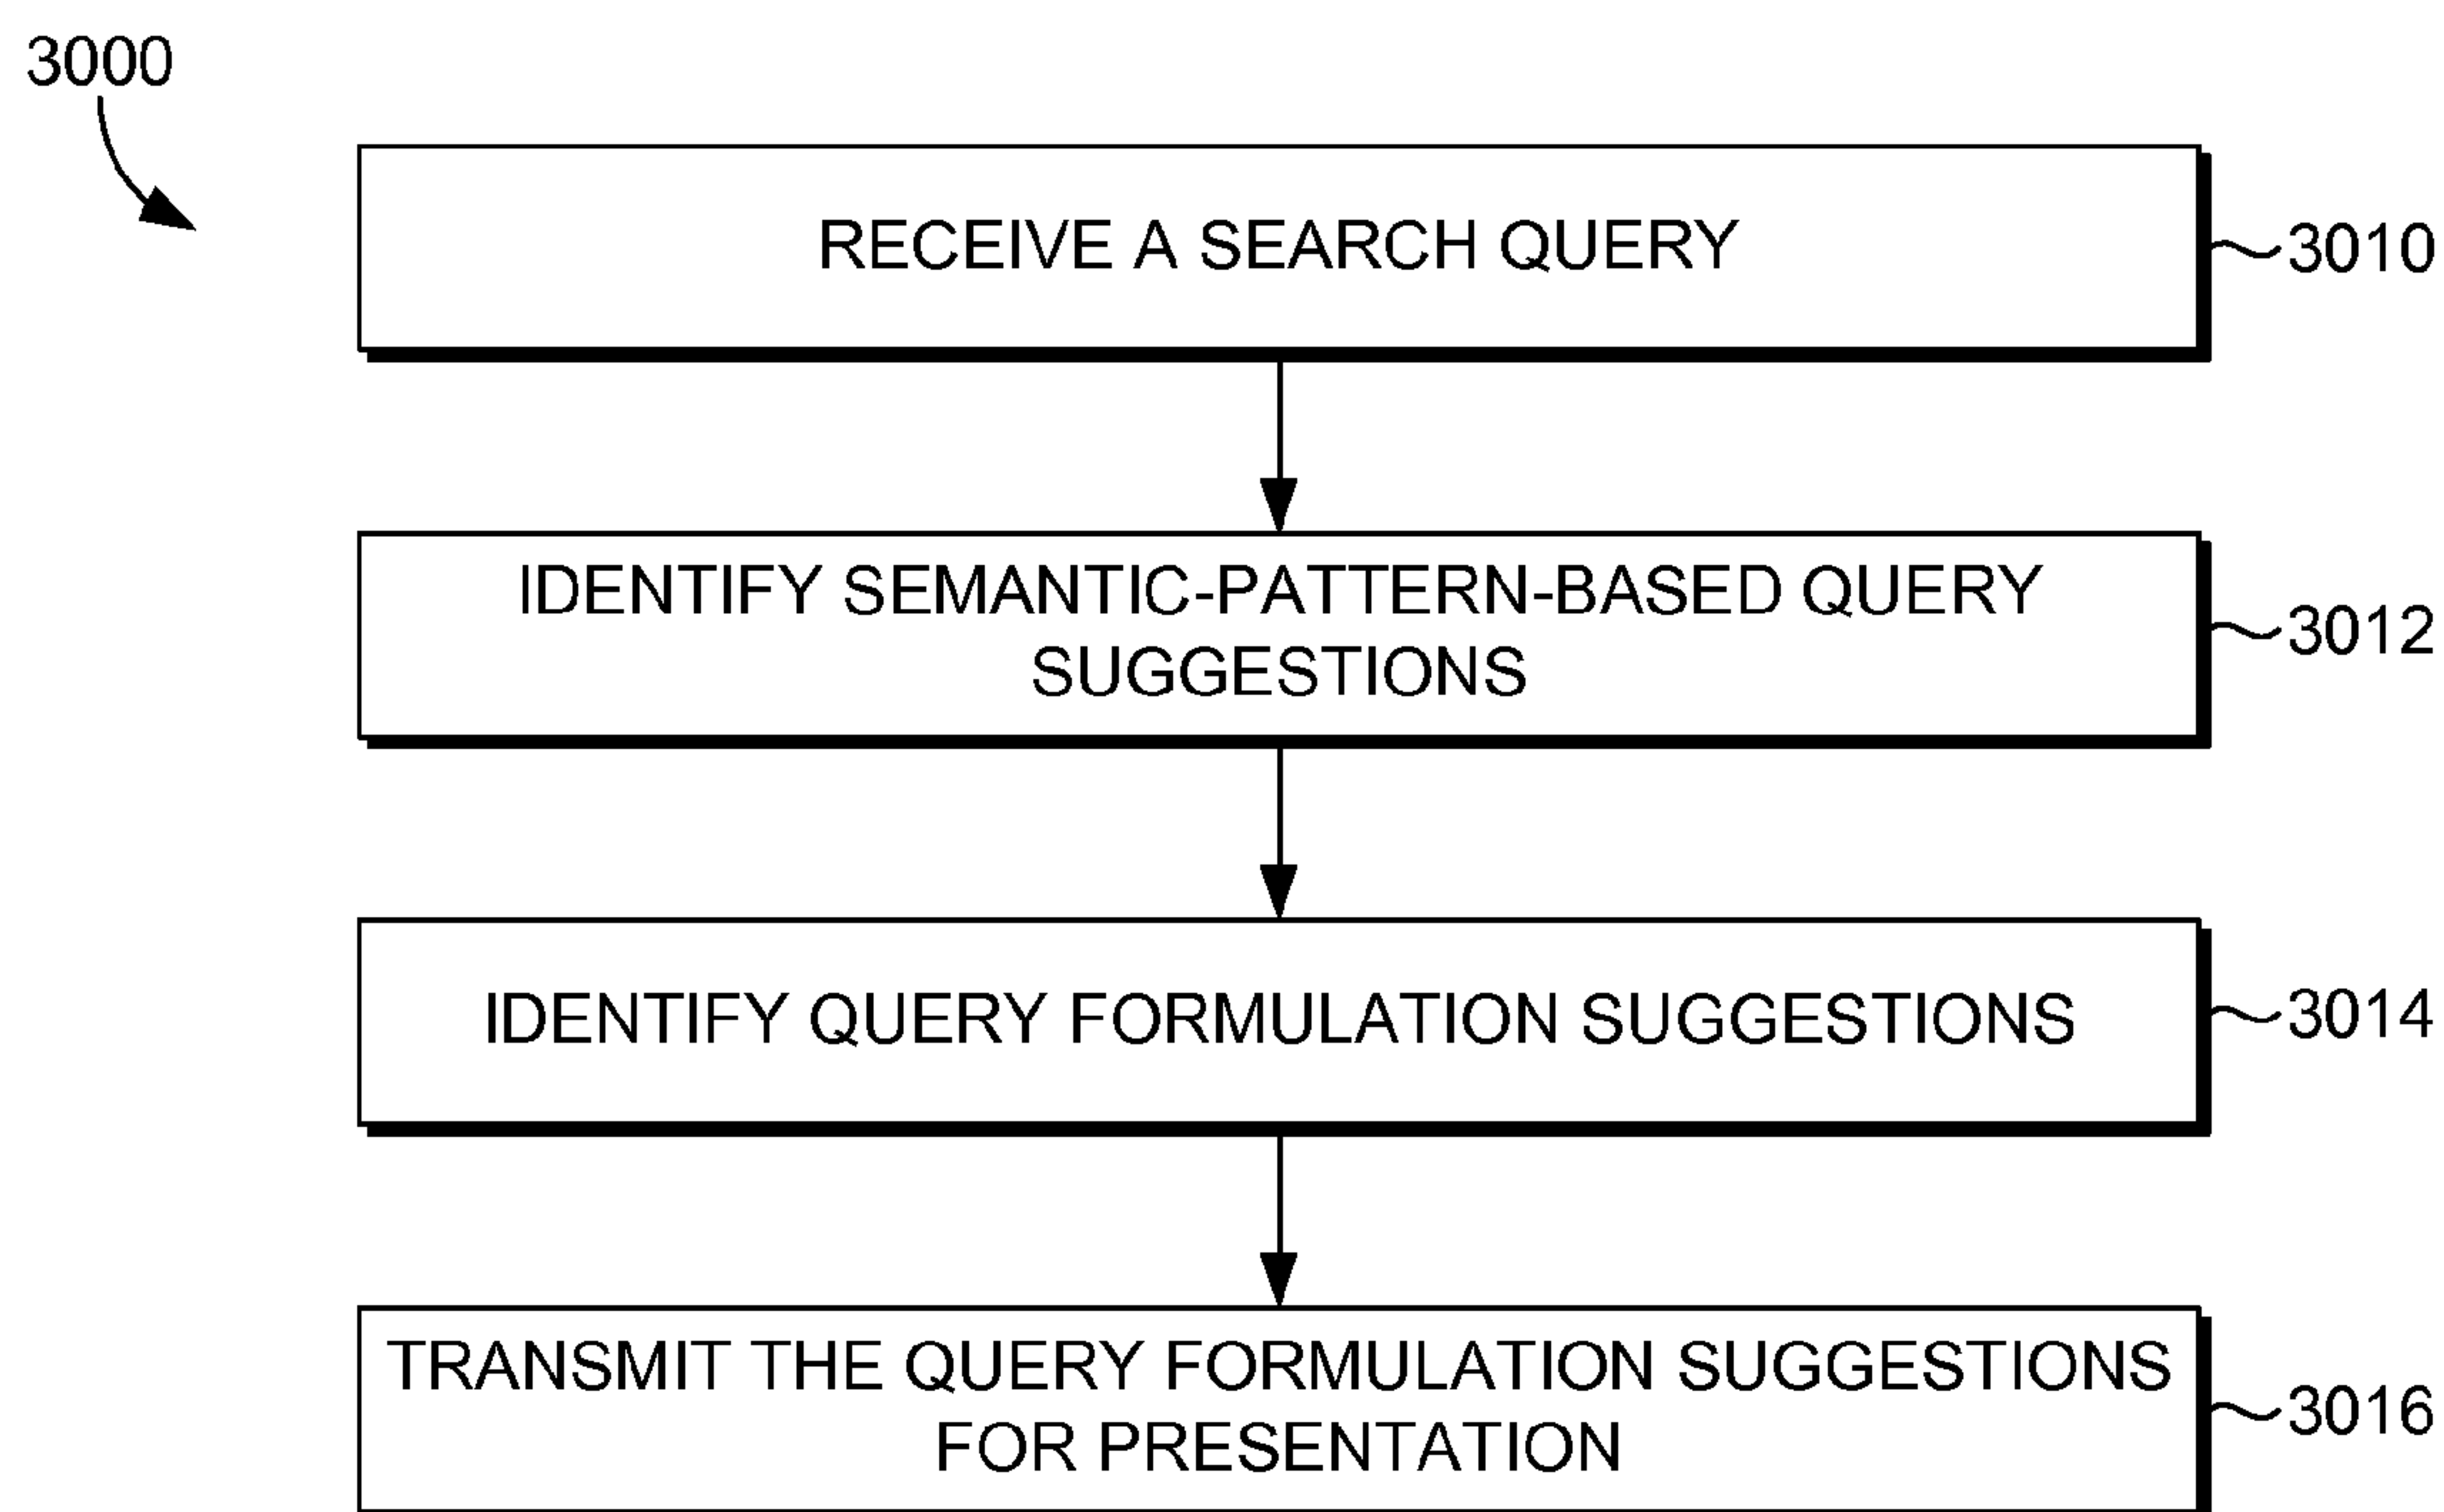 3000
RECEIVE A SEARCH QUERY
3010
IDENTIFY SEMANTIC-PATTERN-BASED QUERY
SUGGESTIONS
3012
IDENTIFY QUERY FORMULATION SUGGESTIONS
3014
TRANSMIT THE QUERY FORMULATION SUGGESTIONS
FOR PRESENTATION
3016